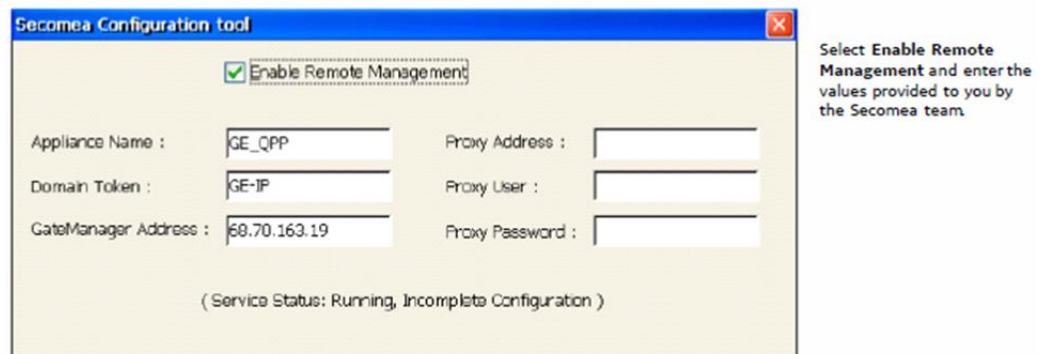 Secomea Configuration tool
Enable Remote Management
Appliance Name : GE_QPP Proxy Address :
Domain Token : GE-IP Proxy User :
GateManager Address : 68.70.163.19 Proxy Password :
( Service Status: Running, Incomplete Configuration )
Select Enable Remote
Management and enter the
values provided to you by
the Secomea team.